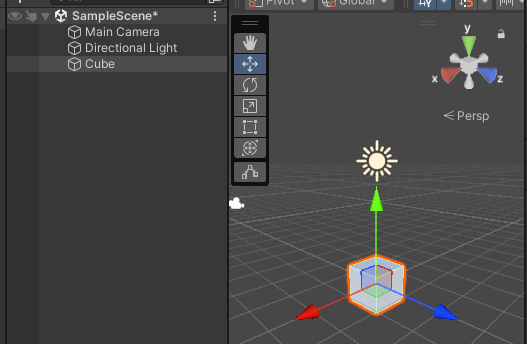 Pivot
Global
SampleScene*
Main Camera
Directional Light
Cube
y
x
z
Persp